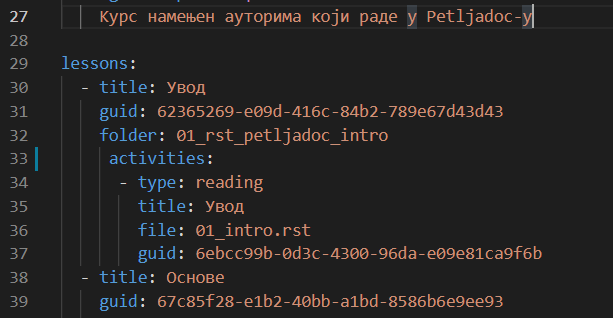 27 Курс намењен ауторима који раде у Petljadoc-у
28
29 lessons:
30 - title: Увод
31 guid: 62365269-e09d-416c-84b2-789e67d43d43
32 folder: 01_rst_petljadoc_intro
33 activities:
34 - type: reading
35 title: Увод
36 file: 01_intro.rst
37 guid: 6ebcc99b-0d3c-4300-96da-e09e81ca9f6b
38 - title: Основе
39 guid: 67c85f28-e1b2-40bb-a1bd-8586b6e9ee93